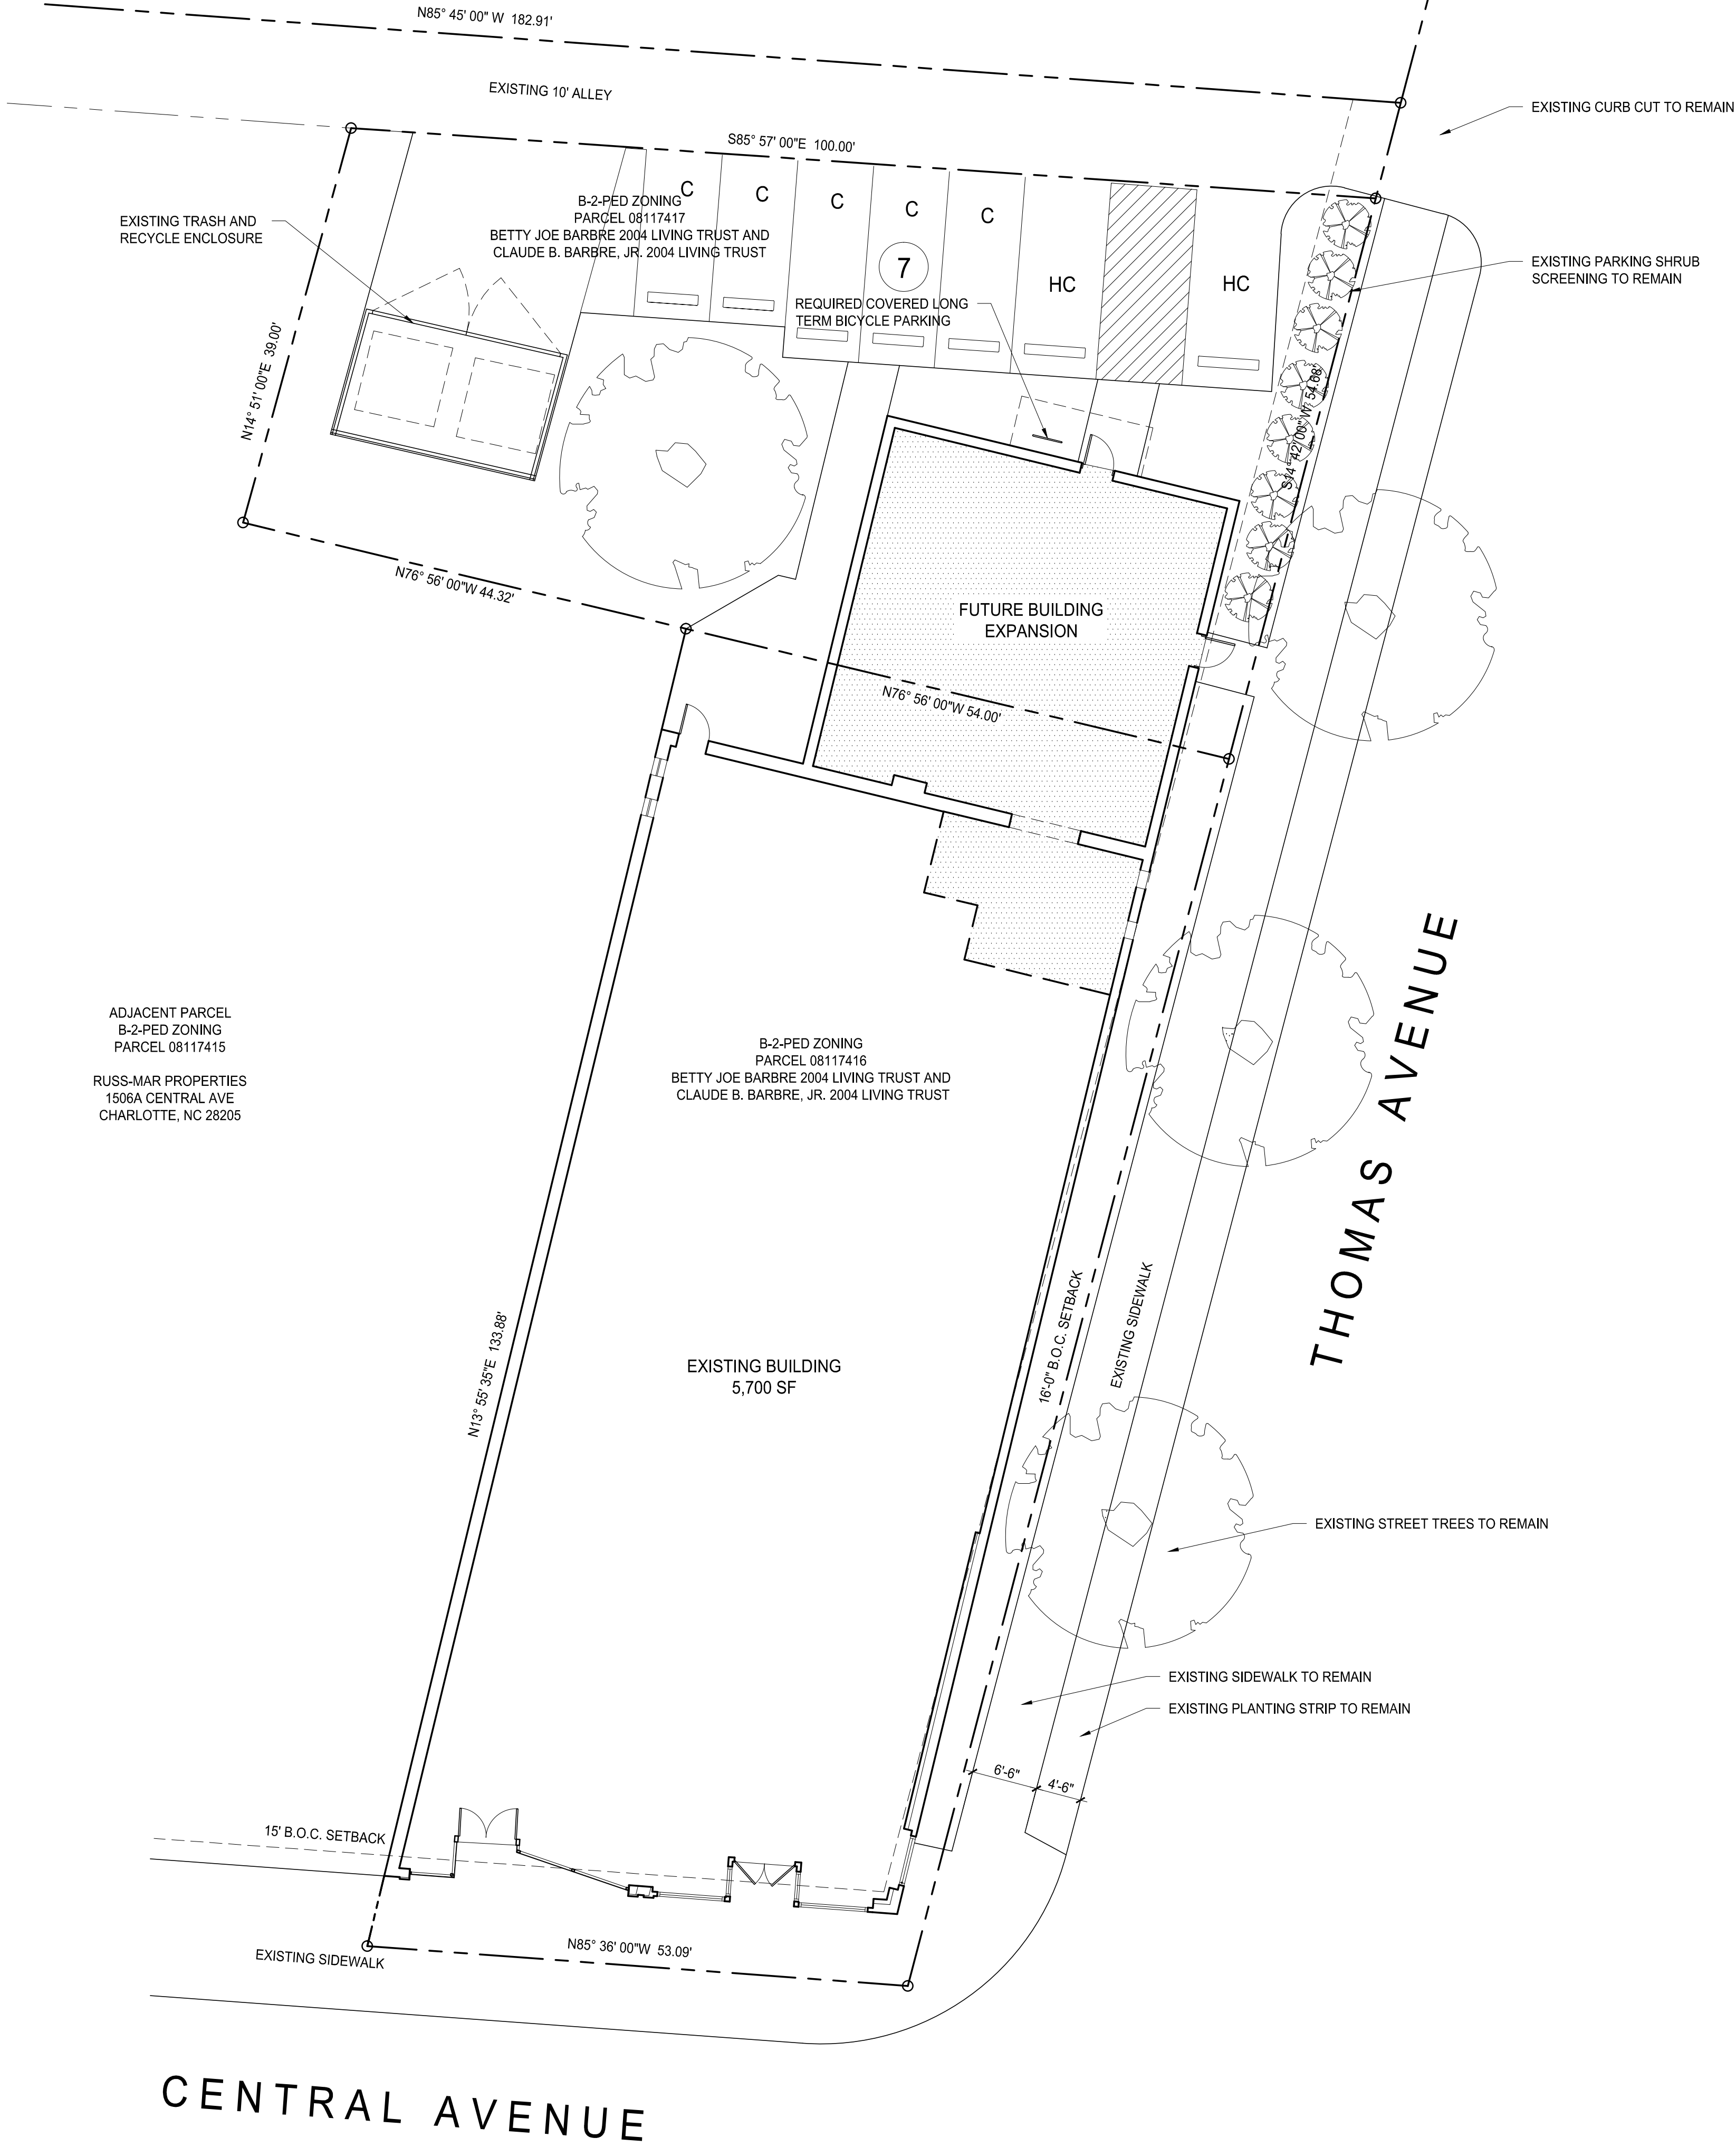 N85° 45' 00" W 182.91'
EXISTING 10' ALLEY
EXISTING CURB CUT TO REMAIN
S85° 57' 00"E 100.00'
C
C
C
C
C
B-2-PED ZONING
PARCEL 08117417
BETTY JOE BARBRE 2004 LIVING TRUST AND
CLAUDE B. BARBRE, JR. 2004 LIVING TRUST
EXISTING TRASH AND
RECYCLE ENCLOSURE
7
HC
HC
EXISTING PARKING SHRUB
SCREENING TO REMAIN
REQUIRED COVERED LONG
TERM BICYCLE PARKING
N14° 51' 00"E 39.00'
S14° 42' 00" W 54.68'
N76° 56' 00"W 44.32'
FUTURE BUILDING
EXPANSION
N76° 56' 00"W 54.00'
THOMAS AVENUE
ADJACENT PARCEL
B-2-PED ZONING
PARCEL 08117415
RUSS-MAR PROPERTIES
1506A CENTRAL AVE
CHARLOTTE, NC 28205
B-2-PED ZONING
PARCEL 08117416
BETTY JOE BARBRE 2004 LIVING TRUST AND
CLAUDE B. BARBRE, JR. 2004 LIVING TRUST
N13° 55' 35"E 133.88'
EXISTING BUILDING
5,700 SF
16'-0" B.O.C. SETBACK
EXISTING SIDEWALK
EXISTING STREET TREES TO REMAIN
EXISTING SIDEWALK TO REMAIN
EXISTING PLANTING STRIP TO REMAIN
6'-6"
4'-6"
15' B.O.C. SETBACK
N85° 36' 00"W 53.09'
EXISTING SIDEWALK
CENTRAL AVENUE